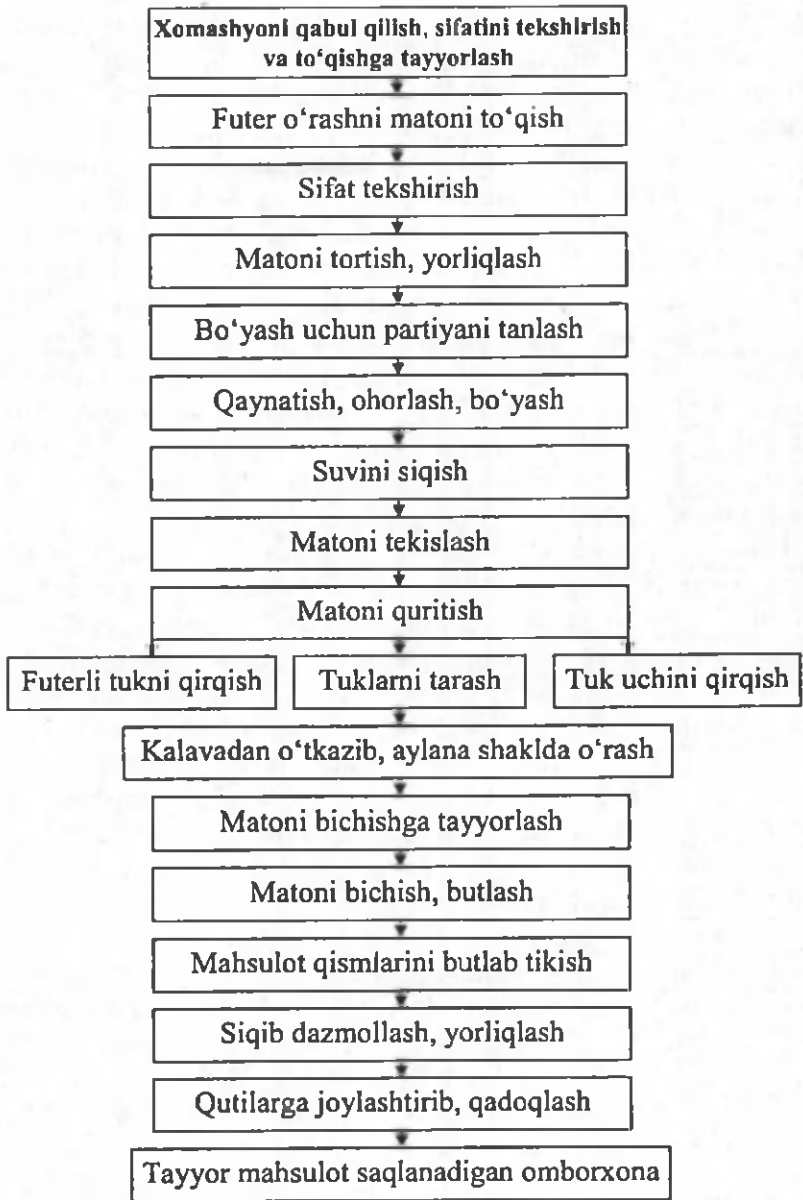 Xomashyoni qabul qilish, sifatini tekshirish
va to‘qishga tayyorlash
Futer o‘rashni matoni to‘qish
Sifat tekshirish
Matoni tortish, yorliqlash
Bo‘yash uchun partiyani tanlash
Qaynatish, ohorlash, bo‘yash
Suvini siqish
Matoni tekislash
Matoni quritish
Futerli tukni qirqish
Tuklarni tarash
Tuk uchini qirqish
Kalavadan o‘tkazib, aylana shaklda o‘rash
Matoni bichishga tayyorlash
Matoni bichish, butlash
Mahsulot qismlarini butlab tikish
Siqib dazmollash, yorliqlash
Qutilarga joylashtirib, qadoqlash
Tayyor mahsulot saqlanadigan omborxona